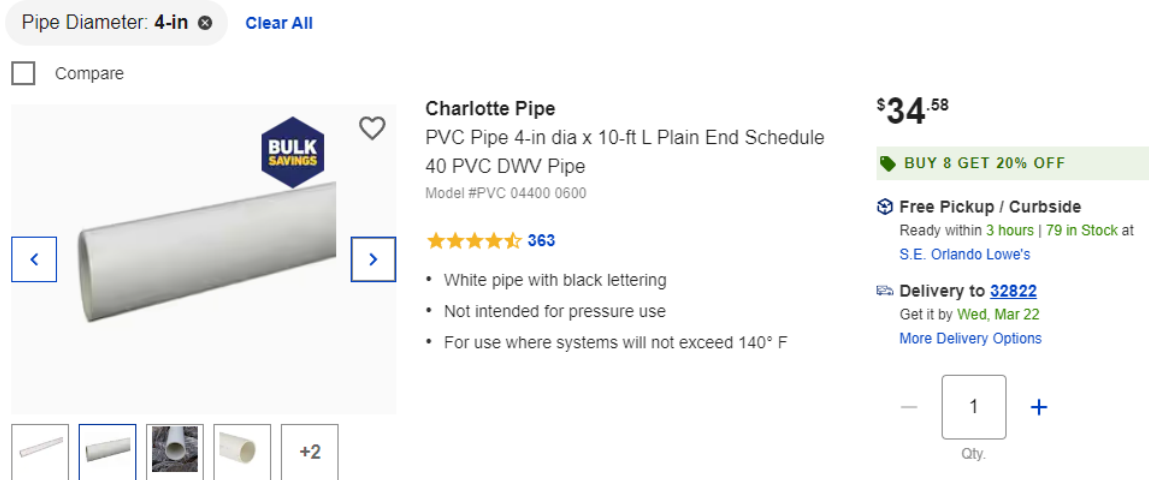 Pipe Diameter: 4-in
Clear All
Compare
BULK
SAVINGS
Charlotte Pipe
PVC Pipe 4-in dia x 10-ft L Plain End Schedule
40 PVC DWV Pipe
Model #PVC 04400 0600
363
• White pipe with black lettering
• Not intended for pressure use
• For use where systems will not exceed 140° F
+2
$34.58
BUY 8 GET 20% OFF
Free Pickup / Curbside
Ready within 3 hours | 79 in Stock at
S.E. Orlando Lowe's
Delivery to 32822
Get it by Wed, Mar 22
More Delivery Options
— 1 +
Qty.